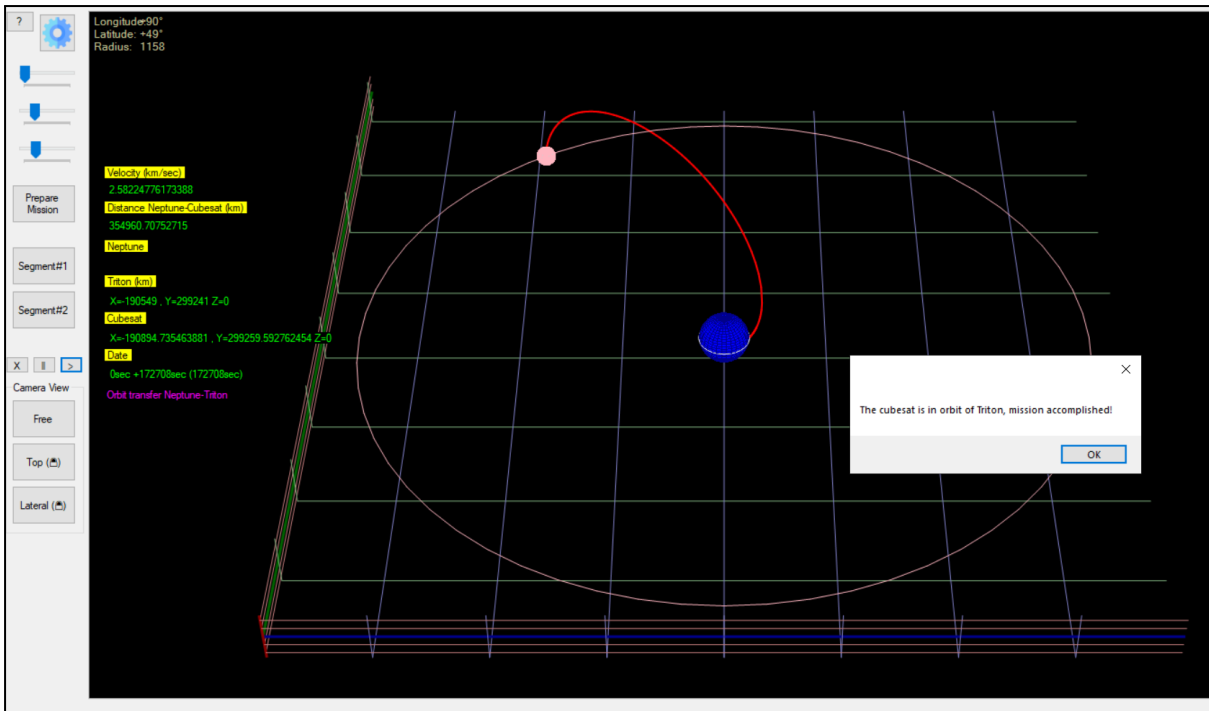 ?
Longitude-90°
Latitude: +49°
Radius: 1158
Velocity (km/sec)
2.58224776173388
Distance Neptune-Cubesat (km)
354960.70752715
Neptune
Triton (km)
X=-190549 , Y=299241 Z=0
Cubesat
X=-190894.735463881 , Y=299259.592762454 Z=0
Date
0sec +172708sec (172708sec)
Orbit transfer Neptune-Triton
Prepare
Mission
Segment#1
Segment#2
X
||
>
Camera View
Free
Top (⏏)
Lateral (⏏)
X
The cubesat is in orbit of Triton, mission accomplished!
OK